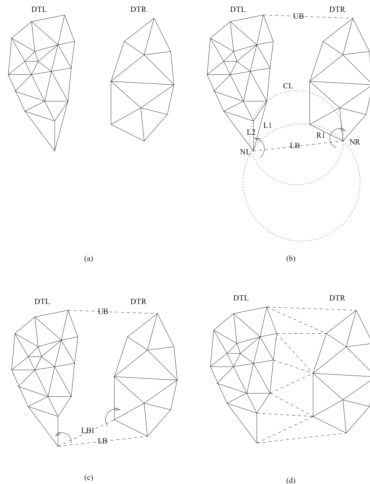 DTL DTR
(a)
DTL DTR
UB
CL
L1
L2 R1
LB NR
NL
(b)
DTL DTR
UB
LB1
LB
(c)
DTL DTR
(d)